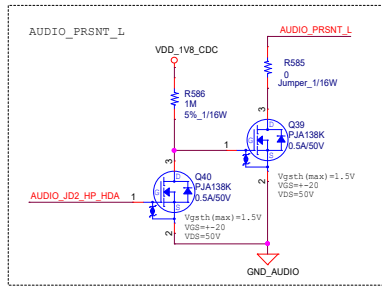 AUDIO_PRSNT_L
AUDIO_PRSNT_L
VDD_1V8_CDC
R585
0
Jumper_1/16W
R586
1M
5%_1/16W
3
D
Q39
PJA138K
0.5A/50V
1
G
S
2
3
D
Q40
PJA138K
0.5A/50V
AUDIO_JD2_HP_HDA
1
G
S
2
Vgsth(max)=1.5V
VGS=+-20
VDS=50V
Vgsth(max)=1.5V
VGS=+-20
VDS=50V
GND_AUDIO